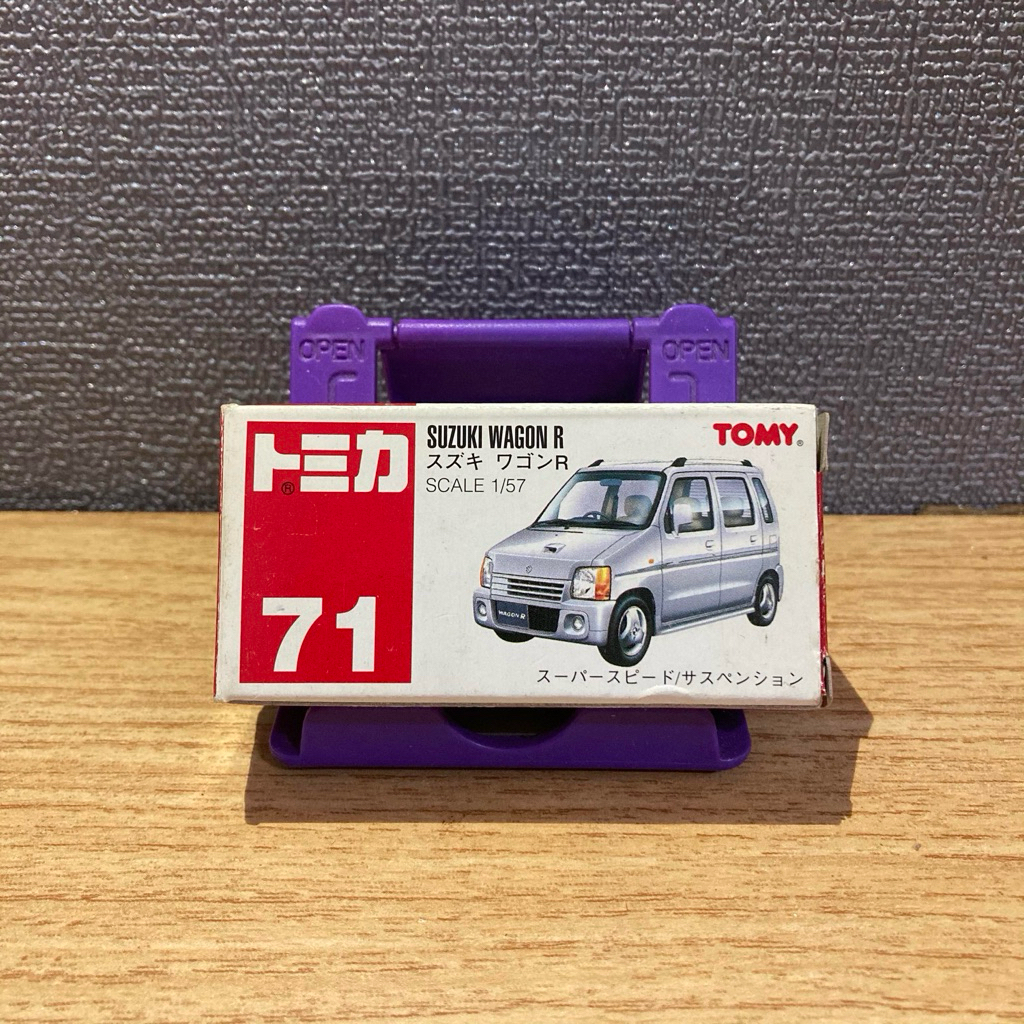 OPEN
OPEN
トミカ®
71
SUZUKI WAGON R
スズキ ワゴンR
SCALE 1/57
TOMY®
WAGON R
スーパースピード/サスペンション